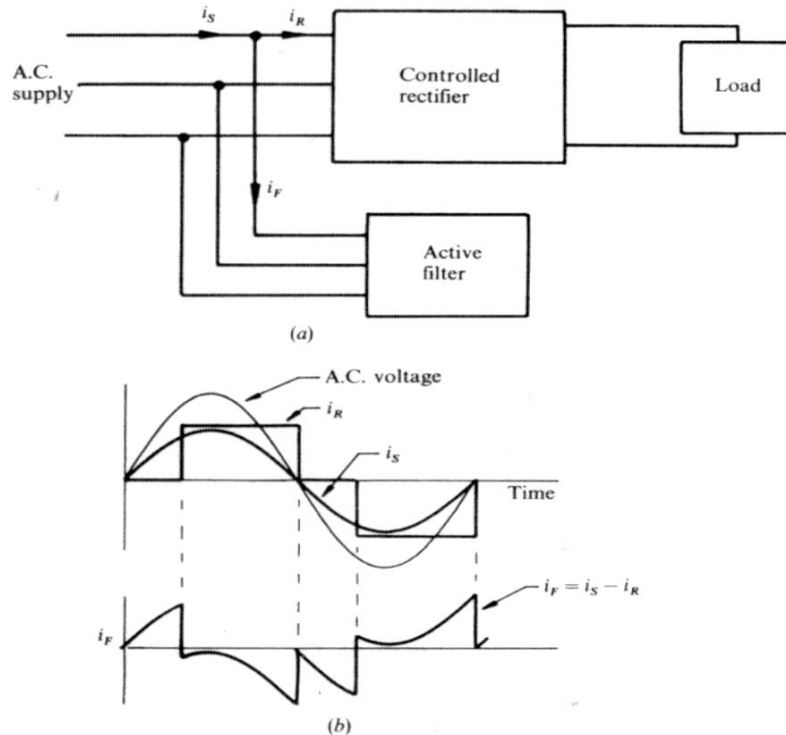 i_S
i_R
A.C.
supply
Controlled
rectifier
Load
i_F
Active
filter
(a)
A.C. voltage
i_R
i_S
Time
i_F = i_S − i_R
i_F
(b)